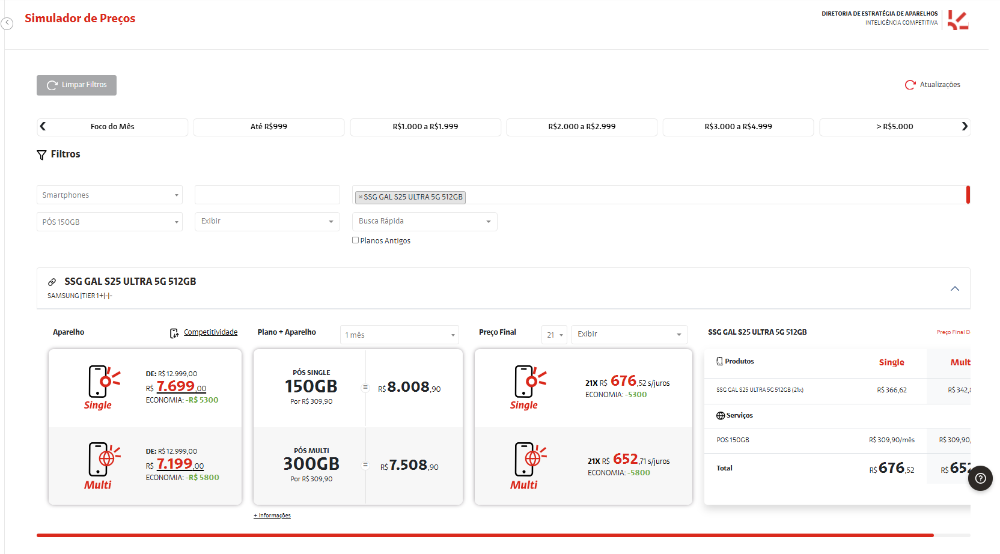 Simulador de Preços
DIRETORIA DE ESTRATÉGIA DE APARELHOS
INTELIGÊNCIA COMPETITIVA
Limpar Filtros
Atualizações
Foco do Mês
Até R$999
R$1.000 a R$1.999
R$2.000 a R$2.999
R$3.000 a R$4.999
> R$5.000
Filtros
Smartphones
×SSG GAL S25 ULTRA 5G 512GB
PÓS 150GB
Exibir
Busca Rápida
Planos Antigos
SSG GAL S25 ULTRA 5G 512GB
SAMSUNG |TIER 1+|-|-
Aparelho
Competitividade
Single
DE: R$ 12.999,00
R$ 7.699,00
ECONOMIA: -R$ 5300
Multi
DE: R$ 12.999,00
R$ 7.199,00
ECONOMIA: -R$ 5800
Plano + Aparelho
1 mês
PÓS SINGLE
150GB
Por R$ 309,90
=
R$ 8.008,90
PÓS MULTI
300GB
Por R$ 309,90
=
R$ 7.508,90
+ Informações
Preço Final
21
Exibir
Single
21X R$ 676,52 s/juros
ECONOMIA: -5300
Multi
21X R$ 652,71 s/juros
ECONOMIA: -5800
SSG GAL S25 ULTRA 5G 512GB
Preço Final D
Produtos
Single
Mult
SSG GAL S25 ULTRA 5G 512GB (21x)
R$ 366,62
R$ 342,8
Serviços
POS 150GB
R$ 309,90/mês
R$ 309,90/
Total
R$ 676,52
R$ 652